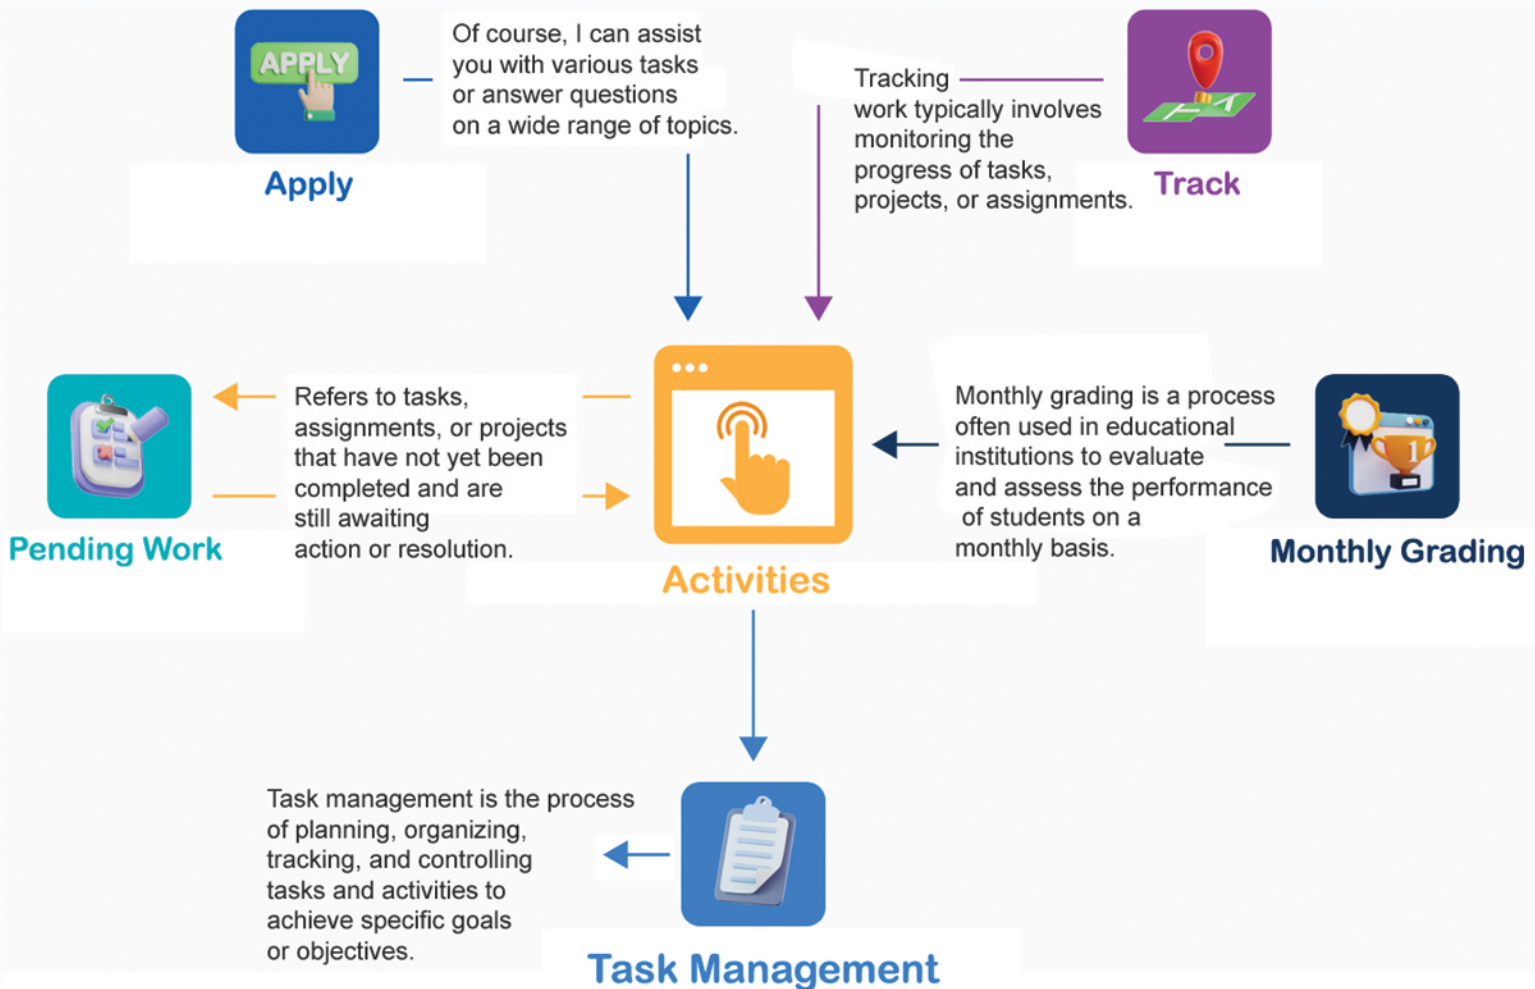 APPLY
Apply
Of course, I can assist
you with various tasks
or answer questions
on a wide range of topics.
Tracking
work typically involves
monitoring the
progress of tasks,
projects, or assignments.
Track
Pending Work
Refers to tasks,
assignments, or projects
that have not yet been
completed and are
still awaiting
action or resolution.
Activities
Monthly grading is a process
often used in educational
institutions to evaluate
and assess the performance
of students on a
monthly basis.
1
Monthly Grading
Task management is the process
of planning, organizing,
tracking, and controlling
tasks and activities to
achieve specific goals
or objectives.
Task Management